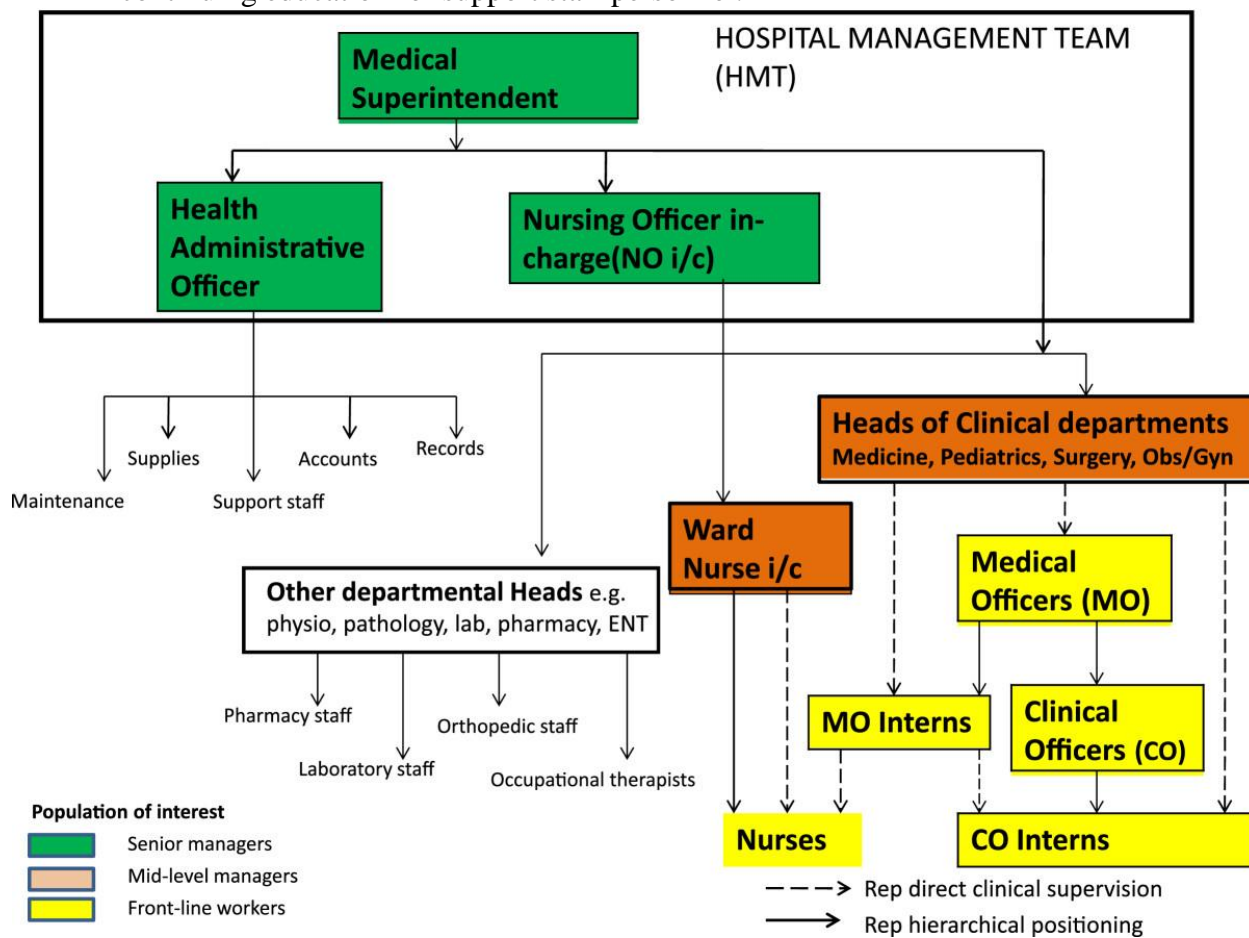 HOSPITAL MANAGEMENT TEAM
(HMT)
Medical
Superintendent
Health
Administrative
Officer
Nursing Officer in-
charge(NO i/c)
Maintenance
Supplies
Support staff
Accounts
Records
Heads of Clinical departments
Medicine, Pediatrics, Surgery, Obs/Gyn
Ward
Nurse i/c
Medical
Officers (MO)
Other departmental Heads e.g.
physio, pathology, lab, pharmacy, ENT
Pharmacy staff
Laboratory staff
Orthopedic staff
Occupational therapists
MO Interns
Clinical
Officers (CO)
Nurses
CO Interns
Population of interest
Senior managers
Mid-level managers
Front-line workers
Rep direct clinical supervision
Rep hierarchical positioning